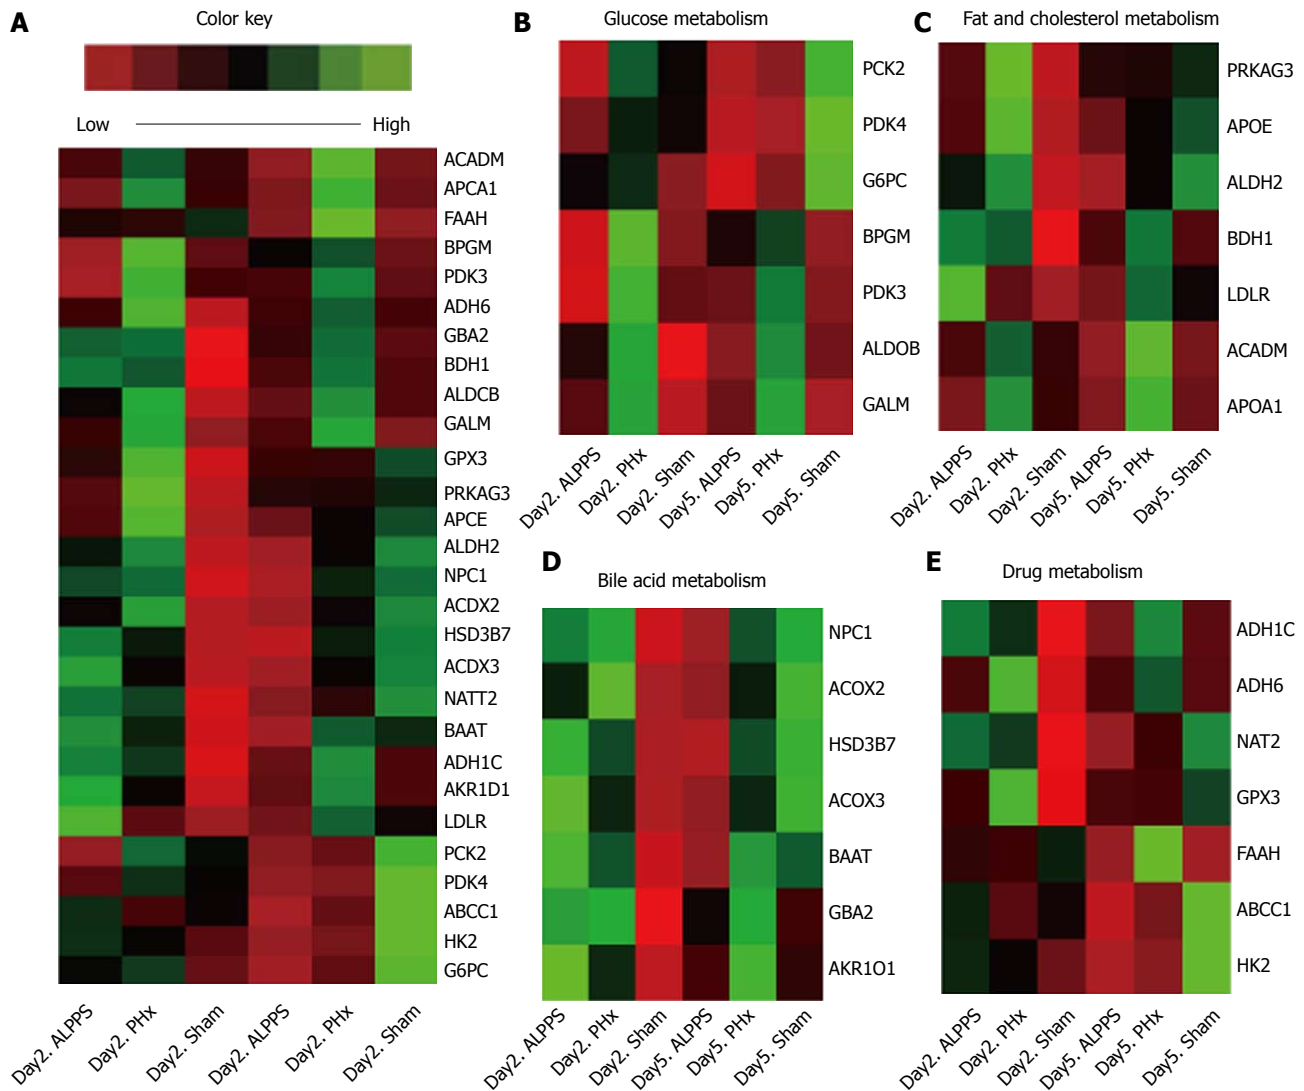 A
Color key
Low
High
ACADM
APCA1
FAAH
BPGM
PDK3
ADH6
GBA2
BDH1
ALDCB
GALM
GPX3
PRKAG3
APCE
ALDH2
NPC1
ACDX2
HSD3B7
ACDX3
NATT2
BAAT
ADH1C
AKR1D1
LDLR
PCK2
PDK4
ABCC1
HK2
G6PC
Day2. ALPPS
Day2. PHx
Day2. Sham
Day2. ALPPS
Day2. PHx
Day2. Sham
B
Glucose metabolism
PCK2
PDK4
G6PC
BPGM
PDK3
ALDOB
GALM
Day2. ALPPS
Day2. PHx
Day2. Sham
Day5. ALPPS
Day5. PHx
Day5. Sham
C
Fat and cholesterol metabolism
PRKAG3
APOE
ALDH2
BDH1
LDLR
ACADM
APOA1
Day2. ALPPS
Day2. PHx
Day2. Sham
Day5. ALPPS
Day5. PHx
Day5. Sham
D
Bile acid metabolism
NPC1
ACOX2
HSD3B7
ACOX3
BAAT
GBA2
AKR1O1
Day2. ALPPS
Day2. PHx
Day2. Sham
Day5. ALPPS
Day5. PHx
Day5. Sham
E
Drug metabolism
ADH1C
ADH6
NAT2
GPX3
FAAH
ABCC1
HK2
Day2. ALPPS
Day2. PHx
Day2. Sham
Day5. ALPPS
Day5. PHx
Day5. Sham